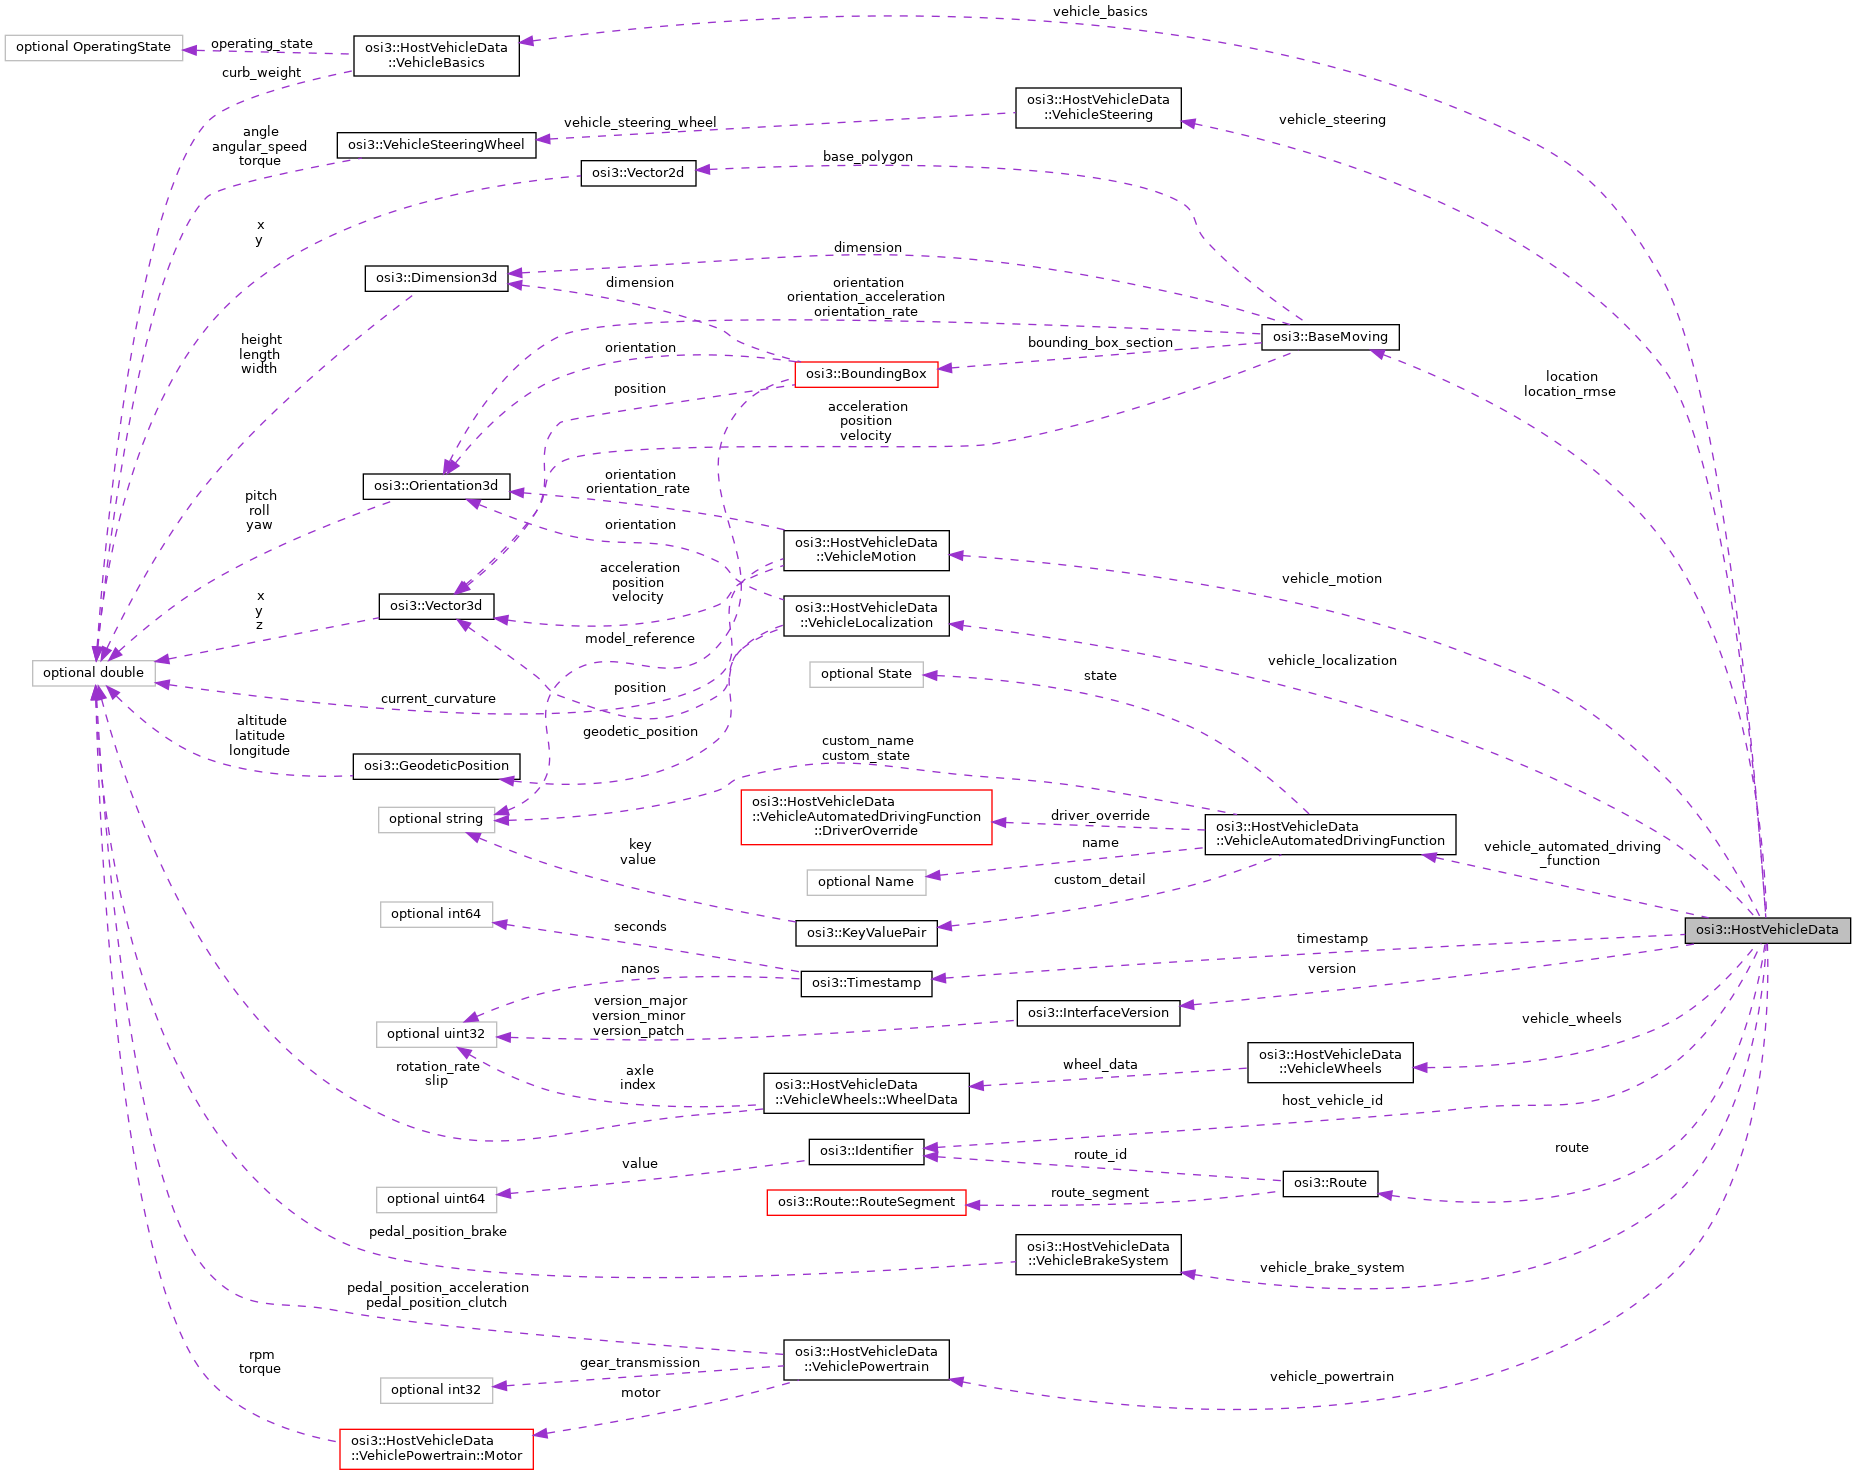 vehicle_basics
optional OperatingState
operating_state
osi3::HostVehicleData
::VehicleBasics
curb_weight
osi3::HostVehicleData
::VehicleSteering
vehicle_steering
vehicle_steering_wheel
angle
angular_speed
torque
osi3::VehicleSteeringWheel
base_polygon
osi3::Vector2d
x
y
dimension
osi3::Dimension3d
dimension
orientation
orientation_acceleration
orientation_rate
osi3::BaseMoving
height
length
width
orientation
bounding_box_section
osi3::BoundingBox
location
location_rmse
position
acceleration
position
velocity
orientation
orientation_rate
osi3::Orientation3d
pitch
roll
yaw
orientation
osi3::HostVehicleData
::VehicleMotion
vehicle_motion
acceleration
position
velocity
osi3::Vector3d
x
y
z
osi3::HostVehicleData
::VehicleLocalization
model_reference
vehicle_localization
optional double
optional State
state
position
current_curvature
altitude
latitude
longitude
geodetic_position
custom_name
custom_state
osi3::GeodeticPosition
optional string
osi3::HostVehicleData
::VehicleAutomatedDrivingFunction
::DriverOverride
driver_override
osi3::HostVehicleData
::VehicleAutomatedDrivingFunction
name
key
value
vehicle_automated_driving
_function
optional Name
custom_detail
optional int64
seconds
osi3::KeyValuePair
osi3::HostVehicleData
timestamp
nanos
osi3::Timestamp
version
version_major
version_minor
version_patch
osi3::InterfaceVersion
vehicle_wheels
optional uint32
rotation_rate
slip
axle
index
osi3::HostVehicleData
::VehicleWheels::WheelData
wheel_data
osi3::HostVehicleData
::VehicleWheels
host_vehicle_id
osi3::Identifier
route_id
route
value
optional uint64
osi3::Route::RouteSegment
route_segment
osi3::Route
pedal_position_brake
osi3::HostVehicleData
::VehicleBrakeSystem
vehicle_brake_system
pedal_position_acceleration
pedal_position_clutch
rpm
torque
gear_transmission
osi3::HostVehicleData
::VehiclePowertrain
vehicle_powertrain
optional int32
motor
osi3::HostVehicleData
::VehiclePowertrain::Motor